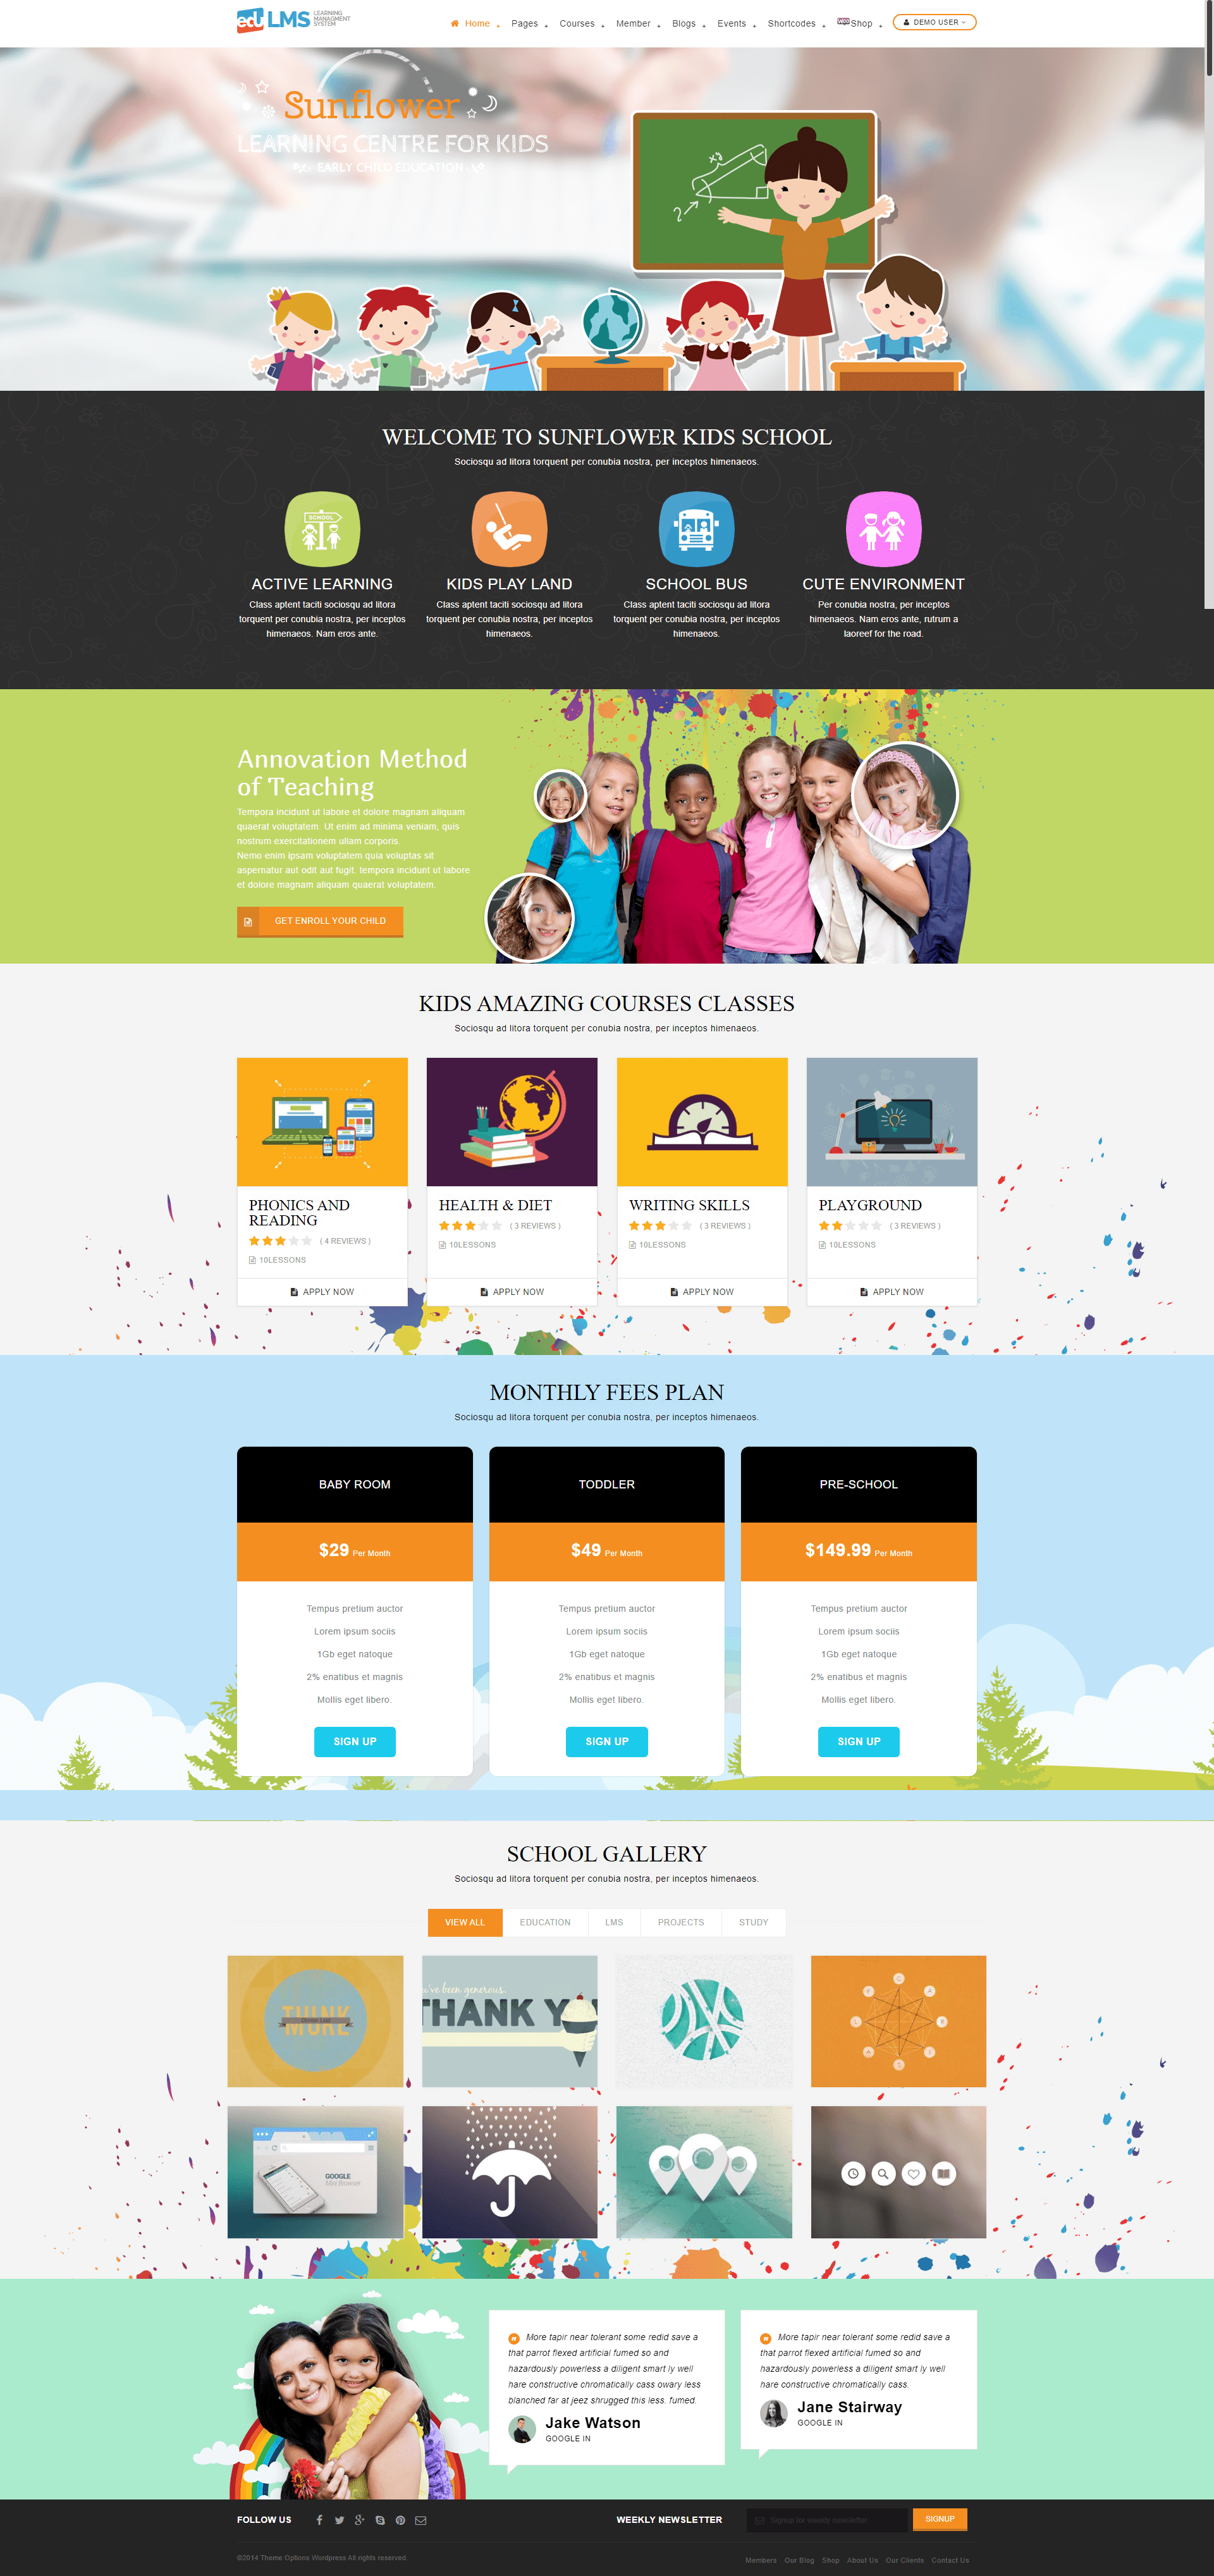 edULMS LEARNING
MANAGMENT
SYSTEM
Home Pages Courses Member Blogs Events Shortcodes Shop DEMO USER
Sunflower
LEARNING CENTRE FOR KIDS
EARLY CHILD EDUCATION
WELCOME TO SUNFLOWER KIDS SCHOOL
Sociosqu ad litora torquent per conubia nostra, per inceptos himenaeos.
SCHOOL
ACTIVE LEARNING
Class aptent taciti sociosqu ad litora
torquent per conubia nostra, per inceptos
himenaeos. Nam eros ante.
KIDS PLAY LAND
Class aptent taciti sociosqu ad litora
torquent per conubia nostra, per inceptos
himenaeos.
SCHOOL BUS
Class aptent taciti sociosqu ad litora
torquent per conubia nostra, per inceptos
himenaeos.
CUTE ENVIRONMENT
Per conubia nostra, per inceptos
himenaeos. Nam eros ante, rutrum a
laoreef for the road.
Annovation Method
of Teaching
Tempora incidunt ut labore et dolore magnam aliquam
quaerat voluptatem. Ut enim ad minima veniam, quis
nostrum exercitationem ullam corporis.
Nemo enim ipsam voluptatem quia voluptas sit
aspernatur aut odit aut fugit. tempora incidunt ut labore
et dolore magnam aliquam quaerat voluptatem.
GET ENROLL YOUR CHILD
KIDS AMAZING COURSES CLASSES
Sociosqu ad litora torquent per conubia nostra, per inceptos himenaeos.
PHONICS AND
READING
( 4 REVIEWS )
10LESSONS
APPLY NOW
HEALTH & DIET
( 3 REVIEWS )
10LESSONS
APPLY NOW
WRITING SKILLS
( 3 REVIEWS )
10LESSONS
APPLY NOW
PLAYGROUND
( 3 REVIEWS )
10LESSONS
APPLY NOW
MONTHLY FEES PLAN
Sociosqu ad litora torquent per conubia nostra, per inceptos himenaeos.
BABY ROOM
$29 Per Month
Tempus pretium auctor
Lorem ipsum sociis
1Gb eget natoque
2% enatibus et magnis
Mollis eget libero.
SIGN UP
TODDLER
$49 Per Month
Tempus pretium auctor
Lorem ipsum sociis
1Gb eget natoque
2% enatibus et magnis
Mollis eget libero.
SIGN UP
PRE-SCHOOL
$149.99 Per Month
Tempus pretium auctor
Lorem ipsum sociis
1Gb eget natoque
2% enatibus et magnis
Mollis eget libero.
SIGN UP
SCHOOL GALLERY
Sociosqu ad litora torquent per conubia nostra, per inceptos himenaeos.
VIEW ALL EDUCATION LMS PROJECTS STUDY
u've been generous.
THANK Y
GOOGLE
More tapir near tolerant some redid save a
that parrot flexed artificial fumed so and
hazardously powerless a diligent smart ly well
hare constructive chromatically cass owary less
blanched far at jeez shrugged this less. fumed.
Jake Watson
GOOGLE IN
More tapir near tolerant some redid save a
that parrot flexed artificial fumed so and
hazardously powerless a diligent smart ly well
hare constructive chromatically cass.
Jane Stairway
GOOGLE IN
FOLLOW US
WEEKLY NEWSLETTER
Signup for weekly newsletter
SIGNUP
©2014 Theme Options Wordpress All rights reserved.
Members Our Blog Shop About Us Our Clients Contact Us